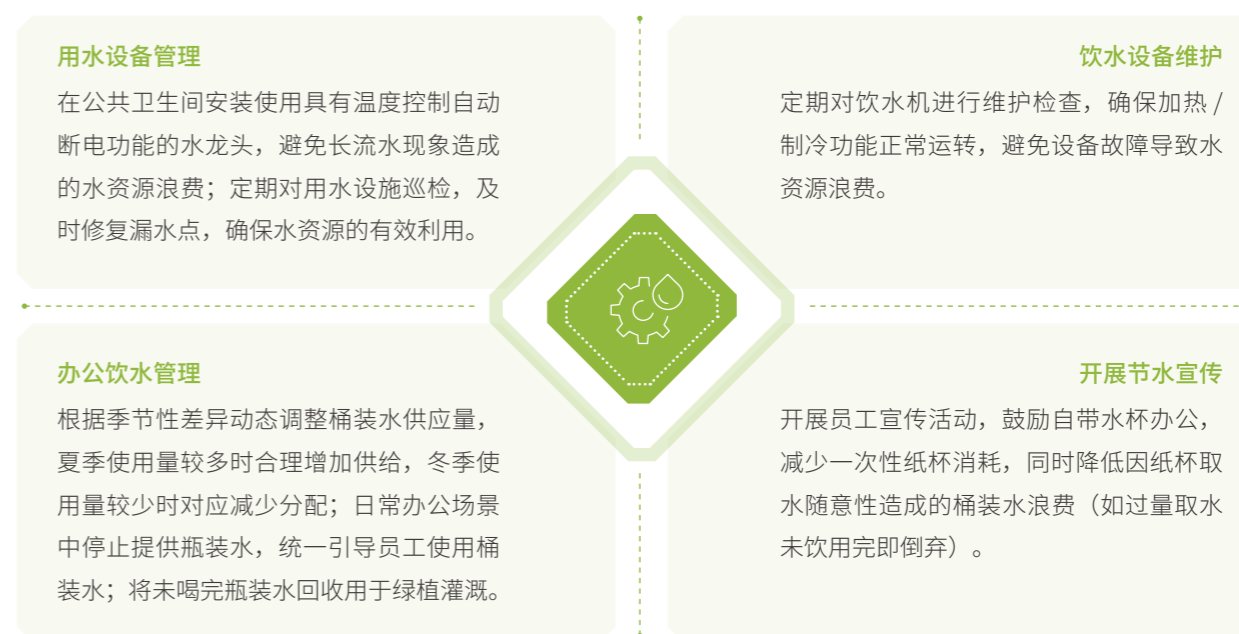 用水设备管理
在公共卫生间安装使用具有温度控制自动
断电功能的水龙头，避免长流水现象造成
的水资源浪费；定期对用水设施巡检，及
时修复漏水点，确保水资源的有效利用。
饮水设备维护
定期对饮水机进行维护检查，确保加热 /
制冷功能正常运转，避免设备故障导致水
资源浪费。
办公饮水管理
根据季节性差异动态调整桶装水供应量，
夏季使用量较多时合理增加供给，冬季使
用量较少时对应减少分配；日常办公场景
中停止提供瓶装水，统一引导员工使用桶
装水；将未喝完瓶装水回收用于绿植灌溉。
开展节水宣传
开展员工宣传活动，鼓励自带水杯办公，
减少一次性纸杯消耗，同时降低因纸杯取
水随意性造成的桶装水浪费（如过量取水
未饮用完即倒弃）。